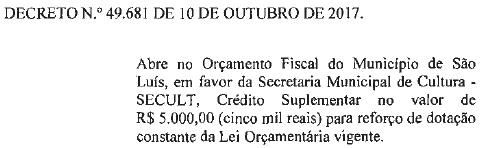 DECRETO N.º 49.681 DE 10 DE OUTUBRO DE 2017.
Abre no Orçamento Fiscal do Município de São
Luís, em favor da Secretaria Municipal de Cultura -
SECULT, Crédito Suplementar no valor de
R$ 5.000,00 (cinco mil reais) para reforço de dotação
constante da Lei Orçamentária vigente.